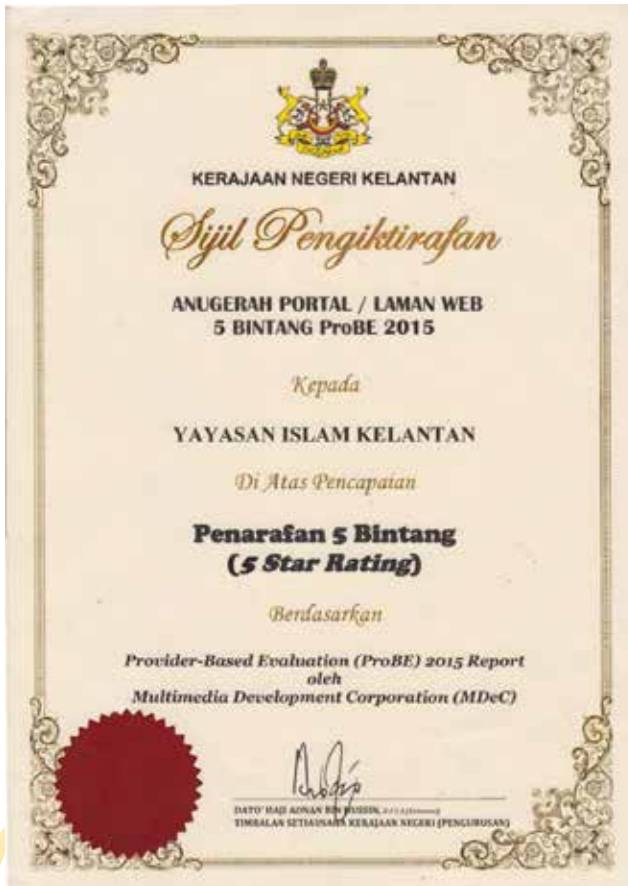 KERAJAAN NEGERI KELANTAN
Sijil Pengiktirafan
ANUGERAH PORTAL / LAMAN WEB
5 BINTANG ProBE 2015
Kepada
YAYASAN ISLAM KELANTAN
Di Atas Pencapaian
Penarafan 5 Bintang
(5 Star Rating)
Berdasarkan
Provider-Based Evaluation (ProBE) 2015 Report
oleh
Multimedia Development Corporation (MDeC)
DATO' HAJI ADNAN BIN HUSSIN,
TIMBALAN SETIAUSAHA KERAJAAN NEGERI (PENGURUSAN)